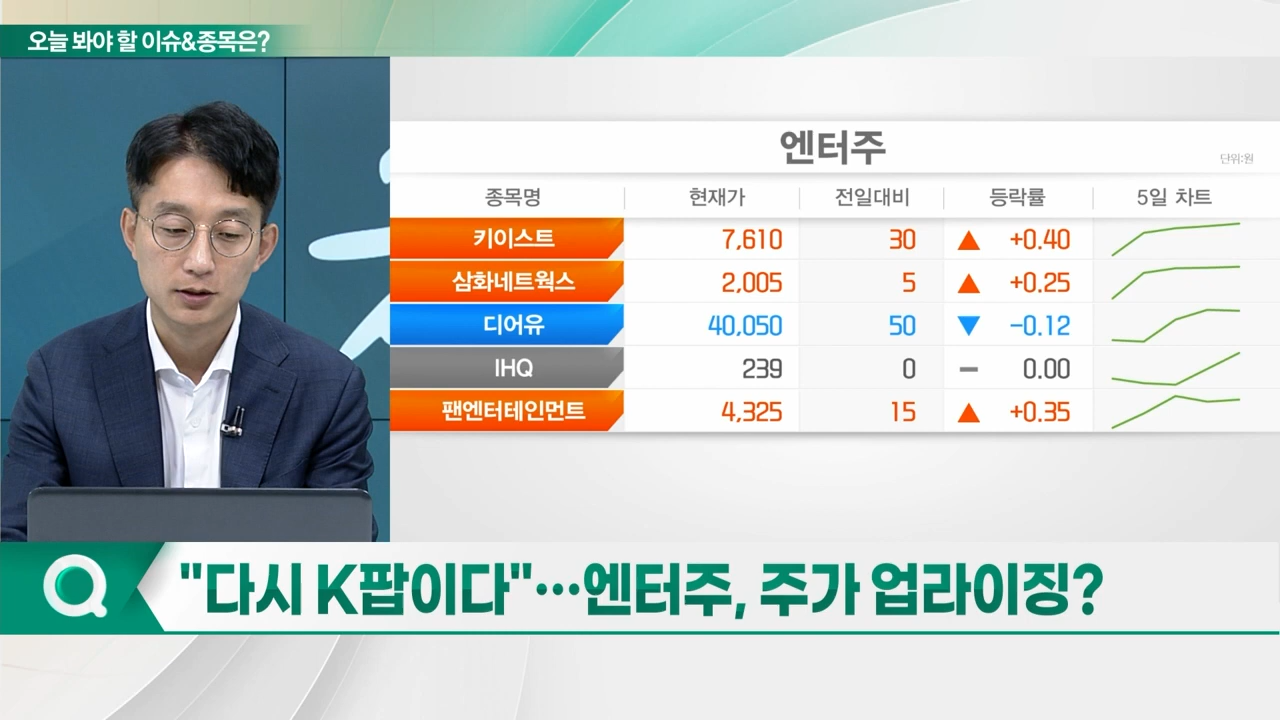 오늘 봐야 할 이슈&종목은?
엔터주
단위:원
종목명 현재가 전일대비 등락률 5일 차트
키이스트 7,610 30 ▲ +0.40
삼화네트웍스 2,005 5 ▲ +0.25
디어유 40,050 50 ▼ -0.12
IHQ 239 0 - 0.00
팬엔터테인먼트 4,325 15 ▲ +0.35
"다시 K팝이다"…엔터주, 주가 업라이징?